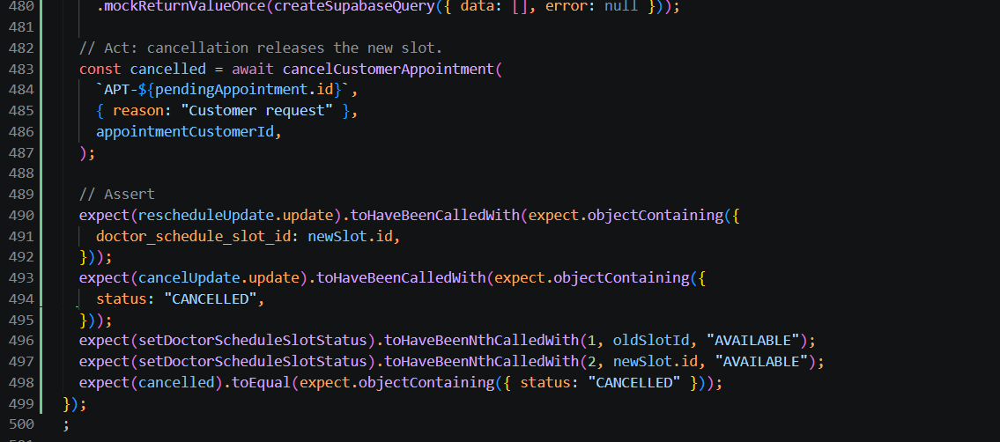 480 .mockReturnValueOnce(createSupabaseQuery({ data: [], error: null }));
481
482 // Act: cancellation releases the new slot.
483 const cancelled = await cancelCustomerAppointment(
484 `APT-${pendingAppointment.id}`,
485 { reason: "Customer request" },
486 appointmentCustomerId,
487 );
488
489 // Assert
490 expect(rescheduleUpdate.update).toHaveBeenCalledWith(expect.objectContaining({
491 doctor_schedule_slot_id: newSlot.id,
492 }));
493 expect(cancelUpdate.update).toHaveBeenCalledWith(expect.objectContaining({
494 status: "CANCELLED",
495 }));
496 expect(setDoctorScheduleSlotStatus).toHaveBeenNthCalledWith(1, oldSlotId, "AVAILABLE");
497 expect(setDoctorScheduleSlotStatus).toHaveBeenNthCalledWith(2, newSlot.id, "AVAILABLE");
498 expect(cancelled).toEqual(expect.objectContaining({ status: "CANCELLED" }));
499 });
500 ;